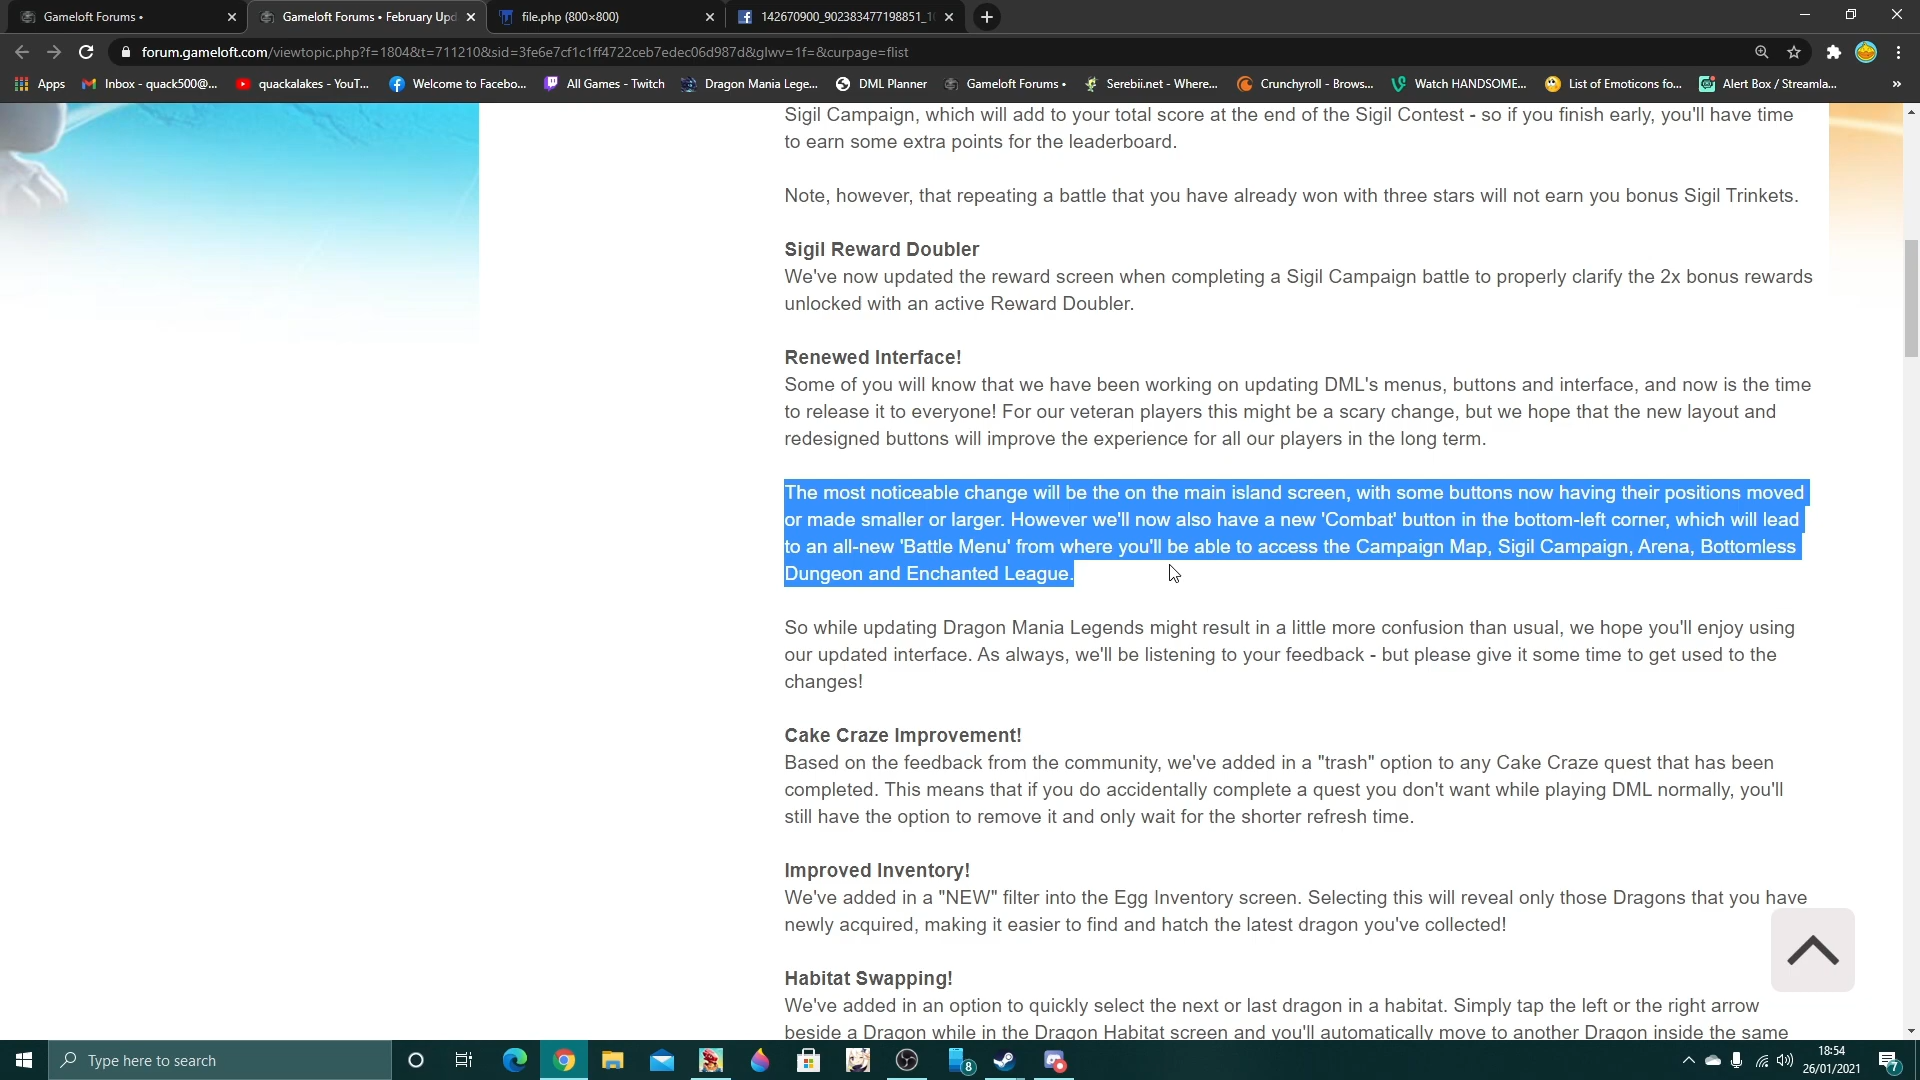 Gameloft Forums •
Gameloft Forums • February Upd
file.php (800×800)
142670900_902383477198851_1
forum.gameloft.com/viewtopic.php?f=1804&t=711210&sid=3fe6e7cf1c1ff4722ceb7edec06d987d&glwv=1f=&curpage=flist
Apps
Inbox - quack500@...
quackalakes - YouT...
Welcome to Facebo...
All Games - Twitch
Dragon Mania Lege...
DML Planner
Gameloft Forums •
Serebii.net - Where...
Crunchyroll - Brows...
Watch HANDSOME...
List of Emoticons fo...
Alert Box / Streamla...
»
Sigil Campaign, which will add to your total score at the end of the Sigil Contest - so if you finish early, you'll have time
to earn some extra points for the leaderboard.
Note, however, that repeating a battle that you have already won with three stars will not earn you bonus Sigil Trinkets.
Sigil Reward Doubler
We've now updated the reward screen when completing a Sigil Campaign battle to properly clarify the 2x bonus rewards
unlocked with an active Reward Doubler.
Renewed Interface!
Some of you will know that we have been working on updating DML's menus, buttons and interface, and now is the time
to release it to everyone! For our veteran players this might be a scary change, but we hope that the new layout and
redesigned buttons will improve the experience for all our players in the long term.
The most noticeable change will be the on the main island screen, with some buttons now having their positions moved
or made smaller or larger. However we'll now also have a new 'Combat' button in the bottom-left corner, which will lead
to an all-new 'Battle Menu' from where you'll be able to access the Campaign Map, Sigil Campaign, Arena, Bottomless
Dungeon and Enchanted League.
So while updating Dragon Mania Legends might result in a little more confusion than usual, we hope you'll enjoy using
our updated interface. As always, we'll be listening to your feedback - but please give it some time to get used to the
changes!
Cake Craze Improvement!
Based on the feedback from the community, we've added in a "trash" option to any Cake Craze quest that has been
completed. This means that if you do accidentally complete a quest you don't want while playing DML normally, you'll
still have the option to remove it and only wait for the shorter refresh time.
Improved Inventory!
We've added in a "NEW" filter into the Egg Inventory screen. Selecting this will reveal only those Dragons that you have
newly acquired, making it easier to find and hatch the latest dragon you've collected!
Habitat Swapping!
We've added in an option to quickly select the next or last dragon in a habitat. Simply tap the left or the right arrow
beside a Dragon while in the Dragon Habitat screen and you'll automatically move to another Dragon inside the same
Type here to search
8
18:54
26/01/2021
7